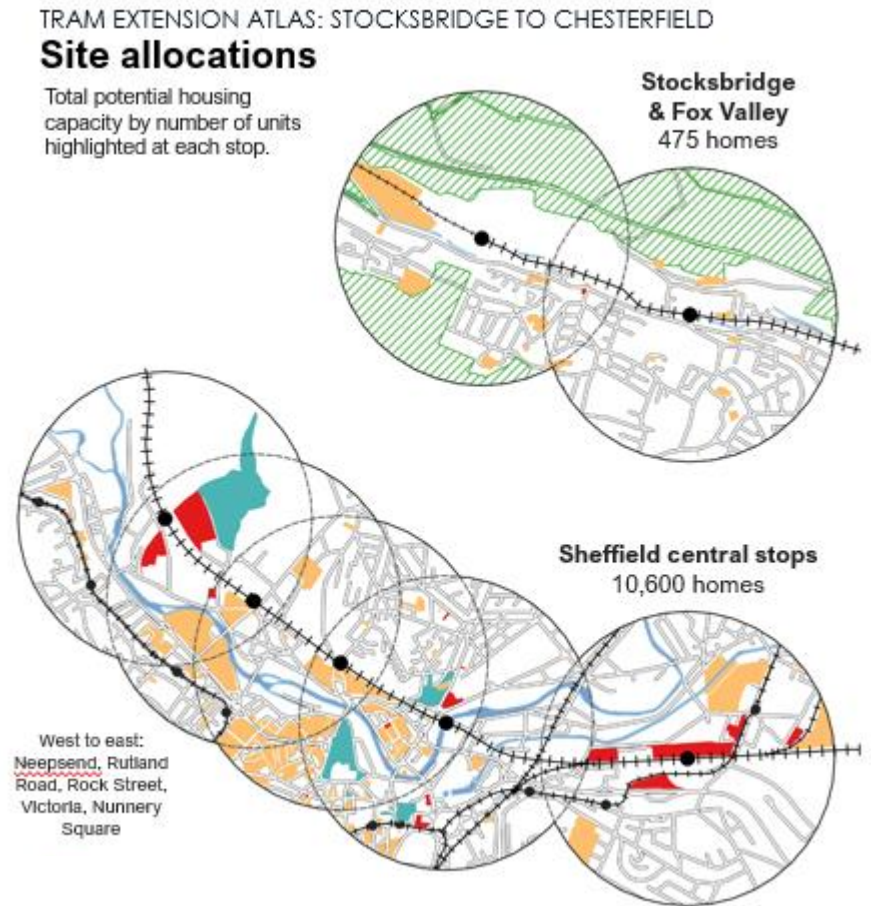 TRAM EXTENSION ATLAS: STOCKSBRIDGE TO CHESTERFIELD
Site allocations
Total potential housing
capacity by number of units
highlighted at each stop.
Stocksbridge
& Fox Valley
475 homes
Sheffield central stops
10,600 homes
West to east:
Neepsend, Rutland
Road, Rock Street,
Victoria, Nunnery
Square